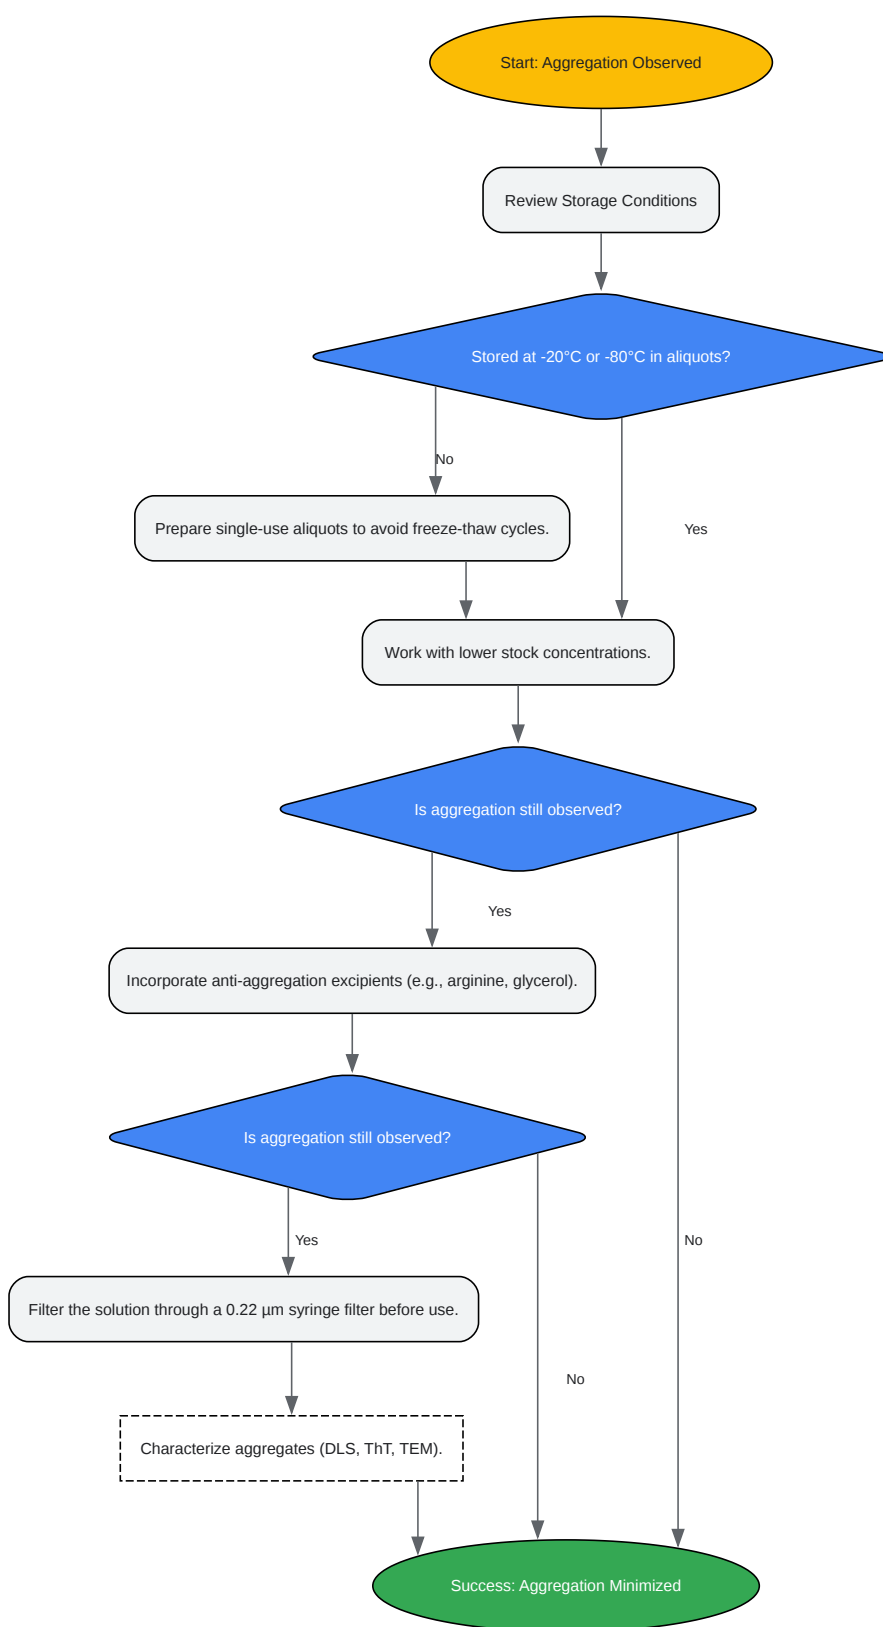 Start: Aggregation Observed
Review Storage Conditions
Stored at -20°C or -80°C in aliquots?
No
Prepare single-use aliquots to avoid freeze-thaw cycles.
Yes
Work with lower stock concentrations.
Is aggregation still observed?
Yes
Incorporate anti-aggregation excipients (e.g., arginine, glycerol).
Is aggregation still observed?
Yes
No
Filter the solution through a 0.22 µm syringe filter before use.
No
Characterize aggregates (DLS, ThT, TEM).
Success: Aggregation Minimized